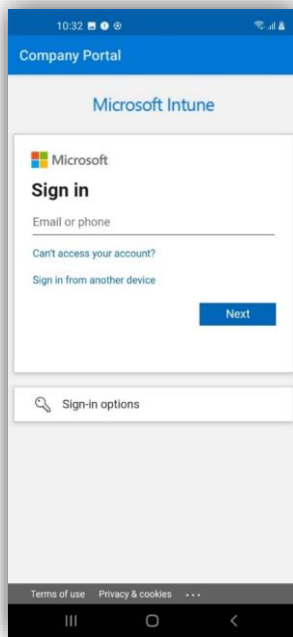 10:32
Company Portal
Microsoft Intune
Microsoft
Sign in
Email or phone
Can't access your account?
Sign in from another device
Next
Sign-in options
Terms of use Privacy & cookies ...